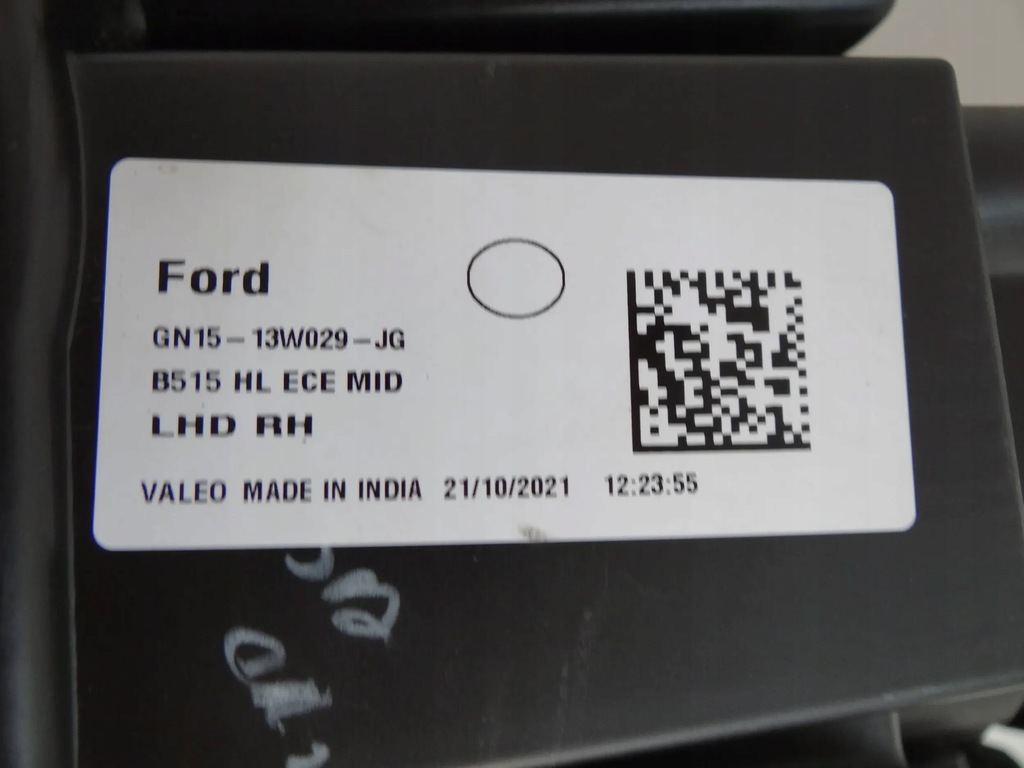 Ford
GN15-13W029-JG
B515 HL ECE MID
LHD RH
VALEO MADE IN INDIA 21/10/2021 12:23:55